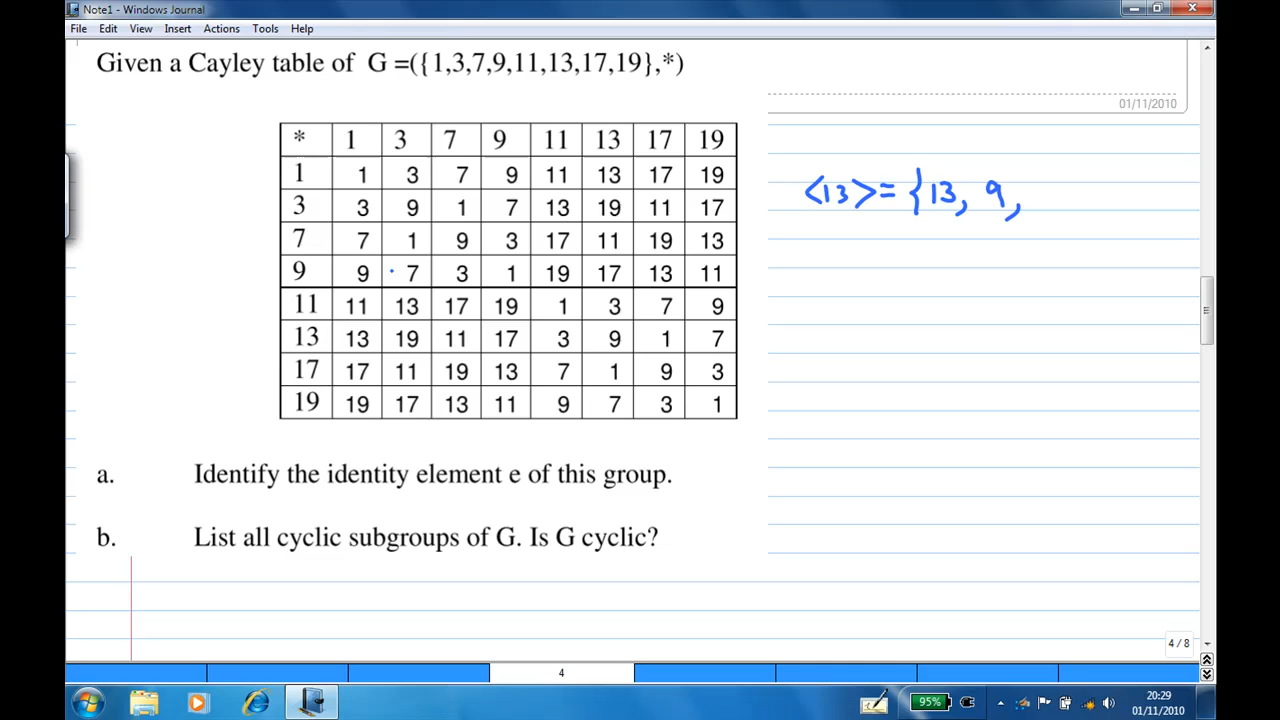 Note1 - Windows Journal
File Edit View Insert Actions Tools Help
Given a Cayley table of G =({1,3,7,9,11,13,17,19},*)
01/11/2010
* 1 3 7 9 11 13 17 19
1 1 3 7 9 11 13 17 19
3 3 9 1 7 13 19 11 17
7 7 1 9 3 17 11 19 13
9 9 7 3 1 19 17 13 11
11 11 13 17 19 1 3 7 9
13 13 19 11 17 3 9 1 7
17 17 11 19 13 7 1 9 3
19 19 17 13 11 9 7 3 1
<13> = {13, 9,
a. Identify the identity element e of this group.
b. List all cyclic subgroups of G. Is G cyclic?
4 / 8
4
95%
20:29
01/11/2010